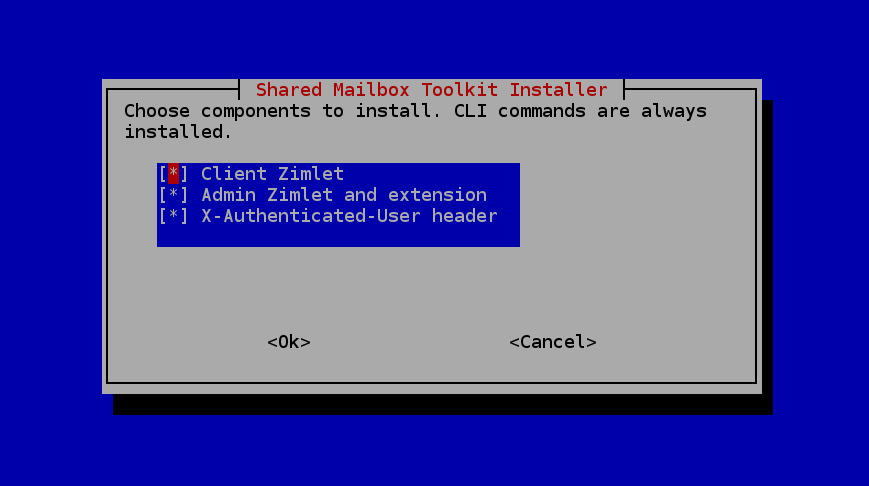 Shared Mailbox Toolkit Installer
Choose components to install. CLI commands are always
installed.
[*] Client Zimlet
[*] Admin Zimlet and extension
[*] X-Authenticated-User header
<Ok> <Cancel>